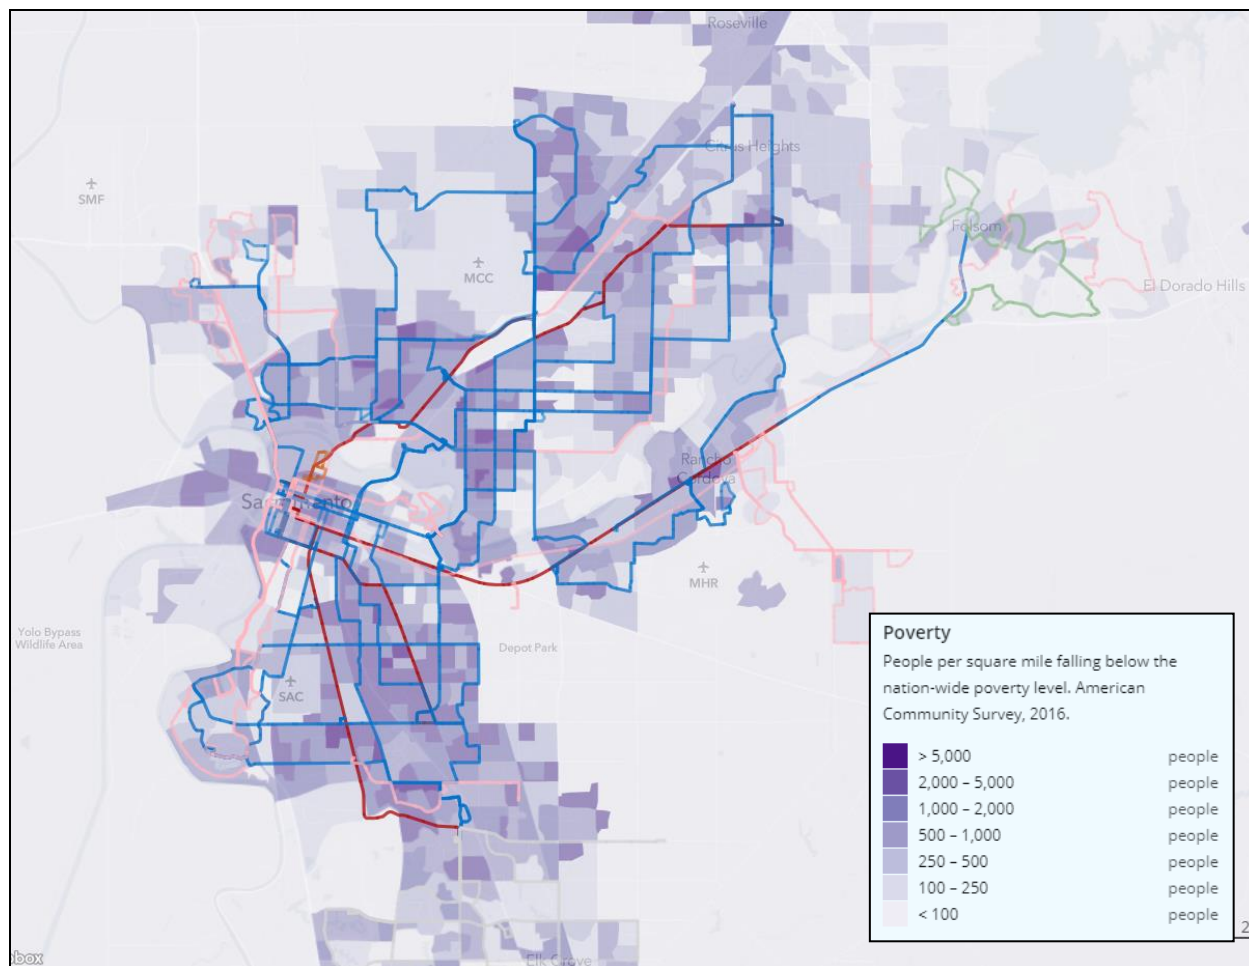 Roseville
Citrus Heights
SMF
Folsom
MCC
El Dorado Hills
Rancho
Cordova
Sacramento
MHR
Yolo Bypass
Wildlife Area
Depot Park
SAC
Poverty
People per square mile falling below the
nation-wide poverty level. American
Community Survey, 2016.
> 5,000 people
2,000 – 5,000 people
1,000 – 2,000 people
500 – 1,000 people
250 – 500 people
100 – 250 people
< 100 people
2
box
Elk Grove